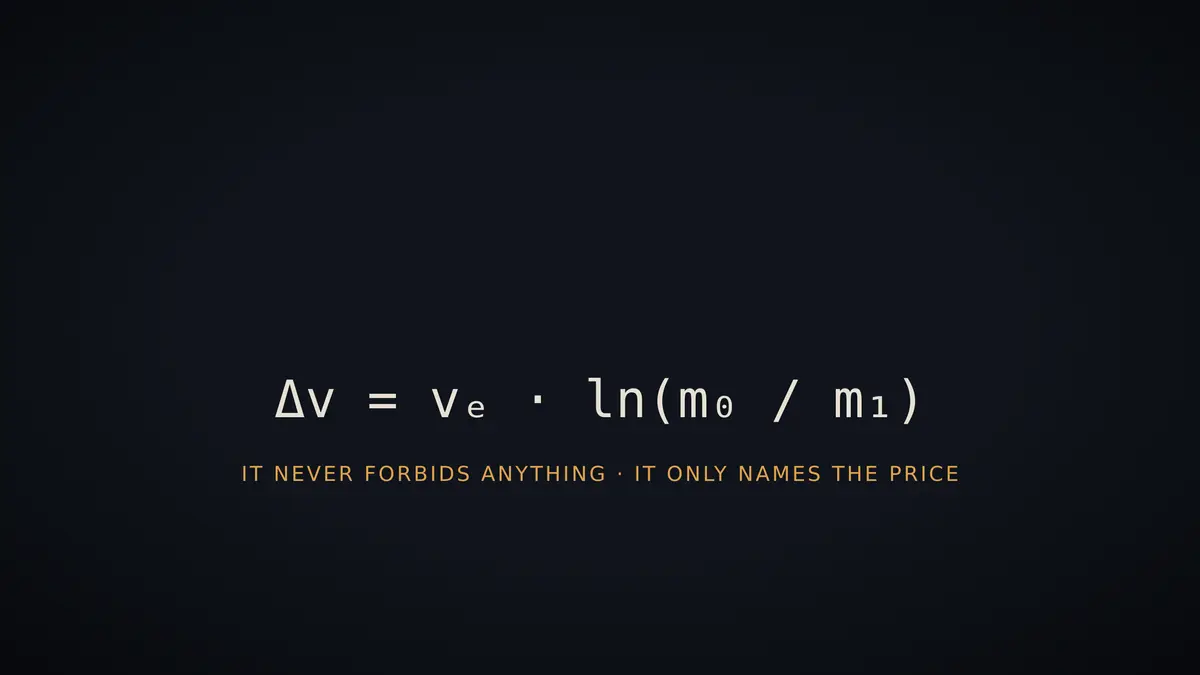 Δv = vₑ · ln(m₀ / m₁)
IT NEVER FORBIDS ANYTHING · IT ONLY NAMES THE PRICE